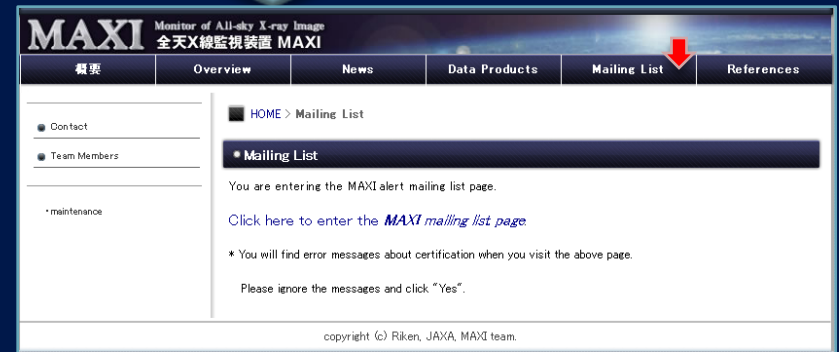 MAXI Monitor of All-sky X-ray Image
全天X線監視装置 MAXI
概要 Overview News Data Products Mailing List References
HOME > Mailing List
Contact
Team Members
・maintenance
Mailing List
You are entering the MAXI alert mailing list page.
Click here to enter the MAXI mailing list page.
* You will find error messages about certification when you visit the above page.
Please ignore the messages and click "Yes".
copyright (c) Riken, JAXA, MAXI team.